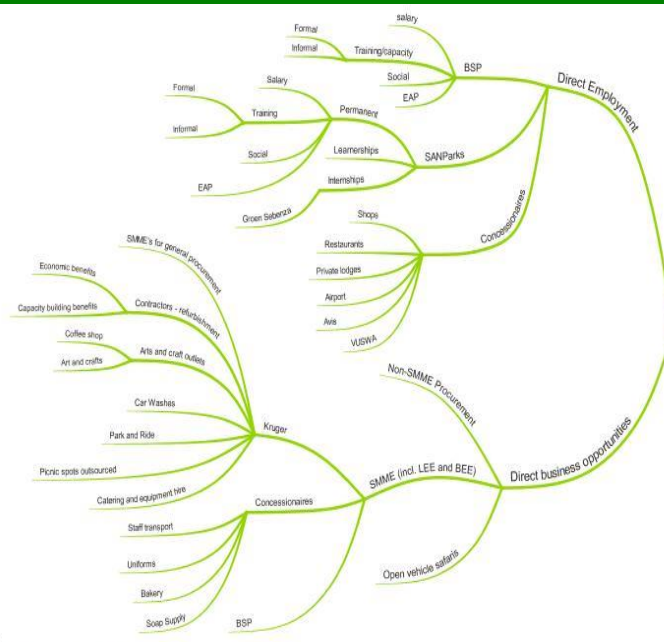 salary
Formal
Informal
Training/capacity
Social
EAP
BSP
Direct Employment
Salary
Formal
Informal
Training
Permanent
Social
EAP
Learnerships
Internships
Groen Sebenza
SANParks
Shops
Restaurants
Private lodges
Airport
Avis
VUSWA
Concessionaires
SMME's for general procurement
Economic benefits
Capacity building benefits
Contractors - refurbishment
Coffee shop
Art and crafts
Arts and craft outlets
Car Washes
Park and Ride
Picnic spots outsourced
Catering and equipment hire
Kruger
Staff transport
Uniforms
Bakery
Soap Supply
Concessionaires
BSP
SMME (incl. LEE and BEE)
Non-SMME Procurement
Open vehicle safaris
Direct business opportunities